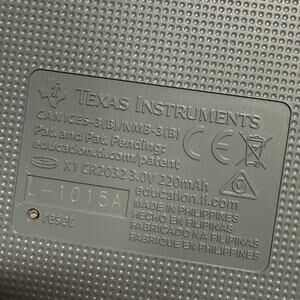 TEXAS INSTRUMENTS
CAN ICES-3(B)/NMB-3(B)
Pat. and Pat. Pending:
education.ti.com/patent
X1 CR2032 3.0V 220mAh
education.ti.com
L-1015A
MADE IN PHILIPPINES
HECHO EN FILIPINAS
FABRICADO NA FILIPINAS
FABRIQUÉ EN PHILIPPINES
reset